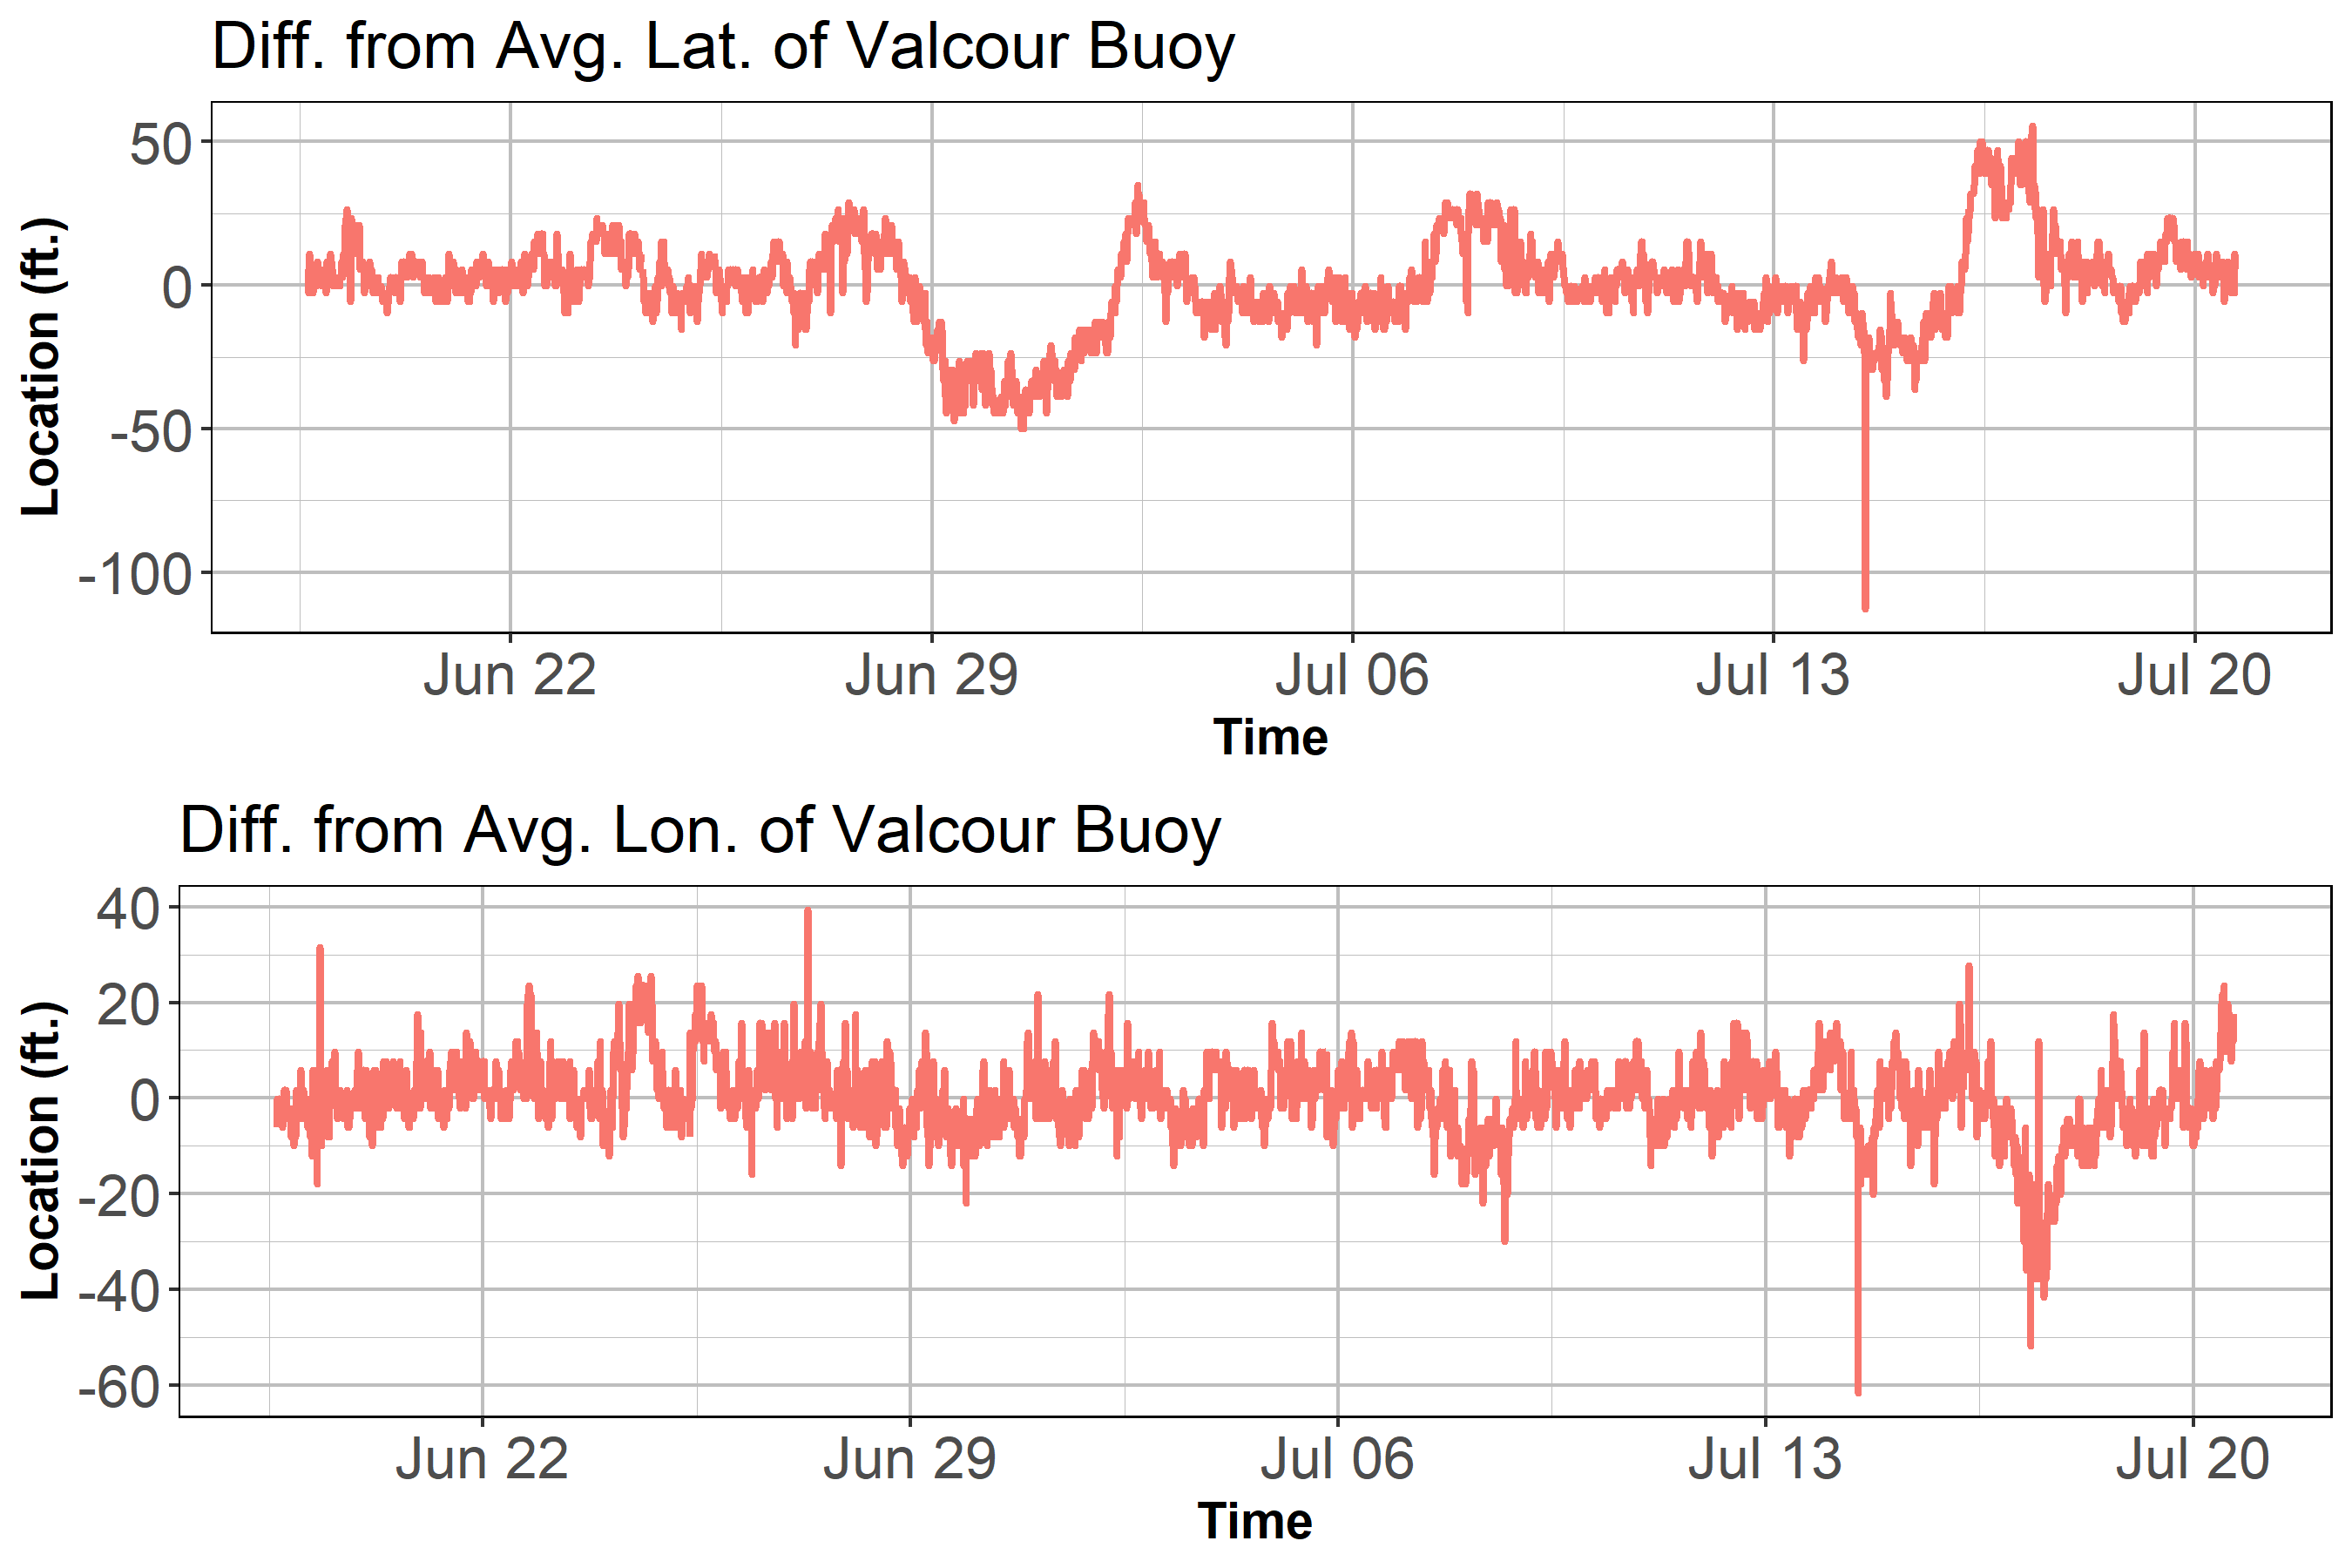 Diff. from Avg. Lat. of Valcour Buoy
Location (ft.)
50
0
-50
-100
Jun 22 Jun 29 Jul 06 Jul 13 Jul 20
Time
Diff. from Avg. Lon. of Valcour Buoy
Location (ft.)
40
20
0
-20
-40
-60
Jun 22 Jun 29 Jul 06 Jul 13 Jul 20
Time